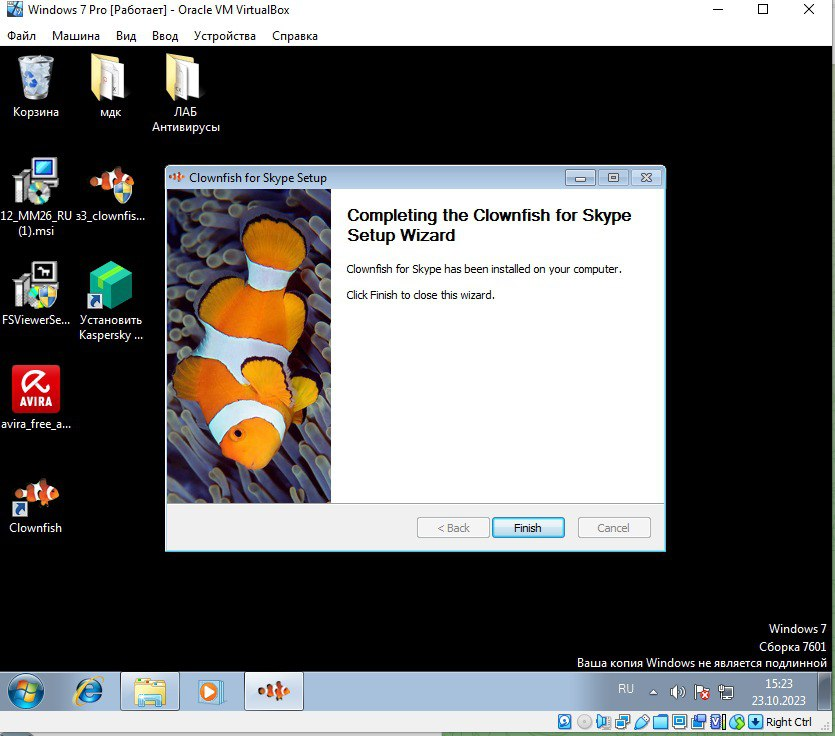 Windows 7 Pro [Работает] - Oracle VM VirtualBox
Файл Машина Вид Ввод Устройства Справка
Корзина
мдк
ЛАБ
Антивирусы
12_MM26_RU
(1).msi
s3_clownfis...
Clownfish for Skype Setup
Completing the Clownfish for Skype
Setup Wizard
Clownfish for Skype has been installed on your computer.
Click Finish to close this wizard.
FSViewerSe...
Установить
Kaspersky ...
AVIRA
avira_free_a...
Clownfish
< Back Finish Cancel
Windows 7
Сборка 7601
Ваша копия Windows не является подлинной
RU
15:23
23.10.2023
Right Ctrl